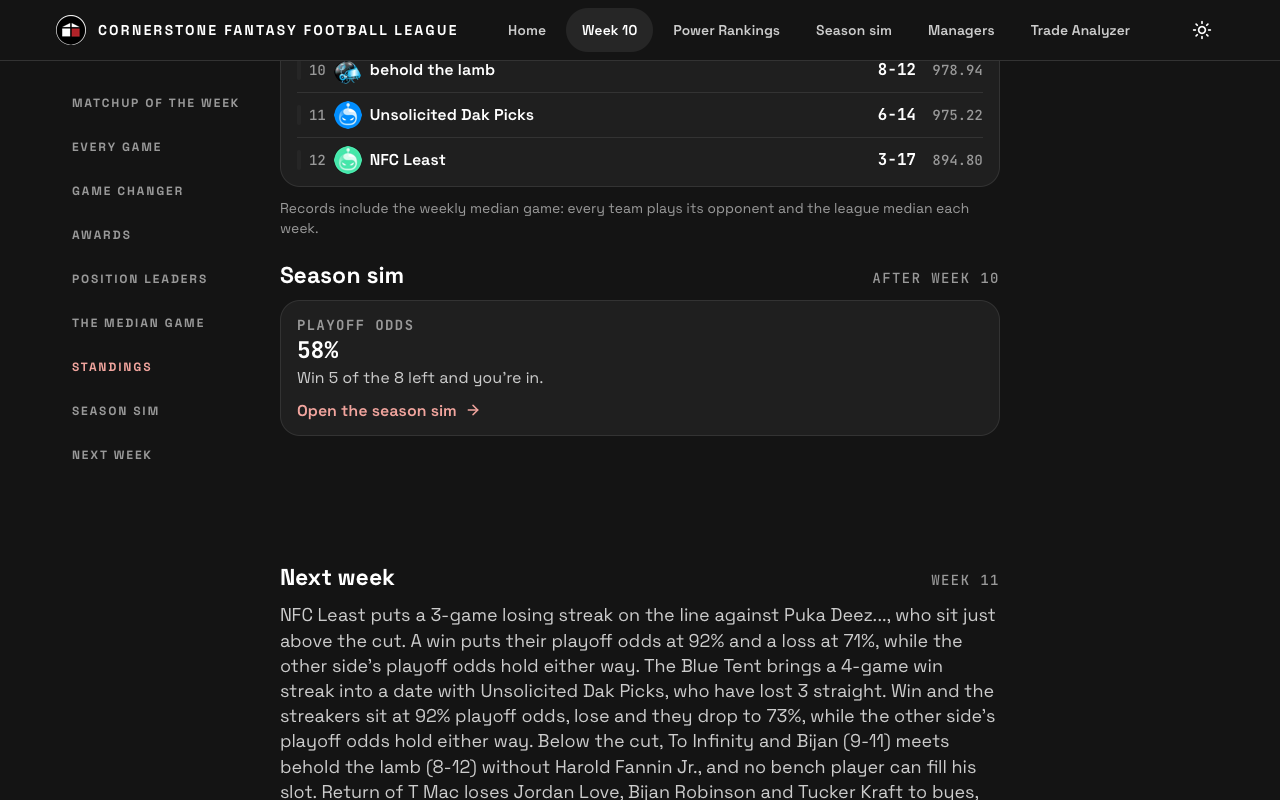 CORNERSTONE FANTASY FOOTBALL LEAGUE
Home
Week 10
Power Rankings
Season sim
Managers
Trade Analyzer
MATCHUP OF THE WEEK
EVERY GAME
GAME CHANGER
AWARDS
POSITION LEADERS
THE MEDIAN GAME
STANDINGS
SEASON SIM
NEXT WEEK
10 behold the lamb 8-12 978.94
11 Unsolicited Dak Picks 6-14 975.22
12 NFC Least 3-17 894.80
Records include the weekly median game: every team plays its opponent and the league median each
week.
Season sim AFTER WEEK 10
PLAYOFF ODDS
58%
Win 5 of the 8 left and you’re in.
Open the season sim →
Next week WEEK 11
NFC Least puts a 3-game losing streak on the line against Puka Deez..., who sit just
above the cut. A win puts their playoff odds at 92% and a loss at 71%, while the
other side’s playoff odds hold either way. The Blue Tent brings a 4-game win
streak into a date with Unsolicited Dak Picks, who have lost 3 straight. Win and the
streakers sit at 92% playoff odds, lose and they drop to 73%, while the other side’s
playoff odds hold either way. Below the cut, To Infinity and Bijan (9-11) meets
behold the lamb (8-12) without Harold Fannin Jr., and no bench player can fill his
slot. Return of T Mac loses Jordan Love, Bijan Robinson and Tucker Kraft to byes,